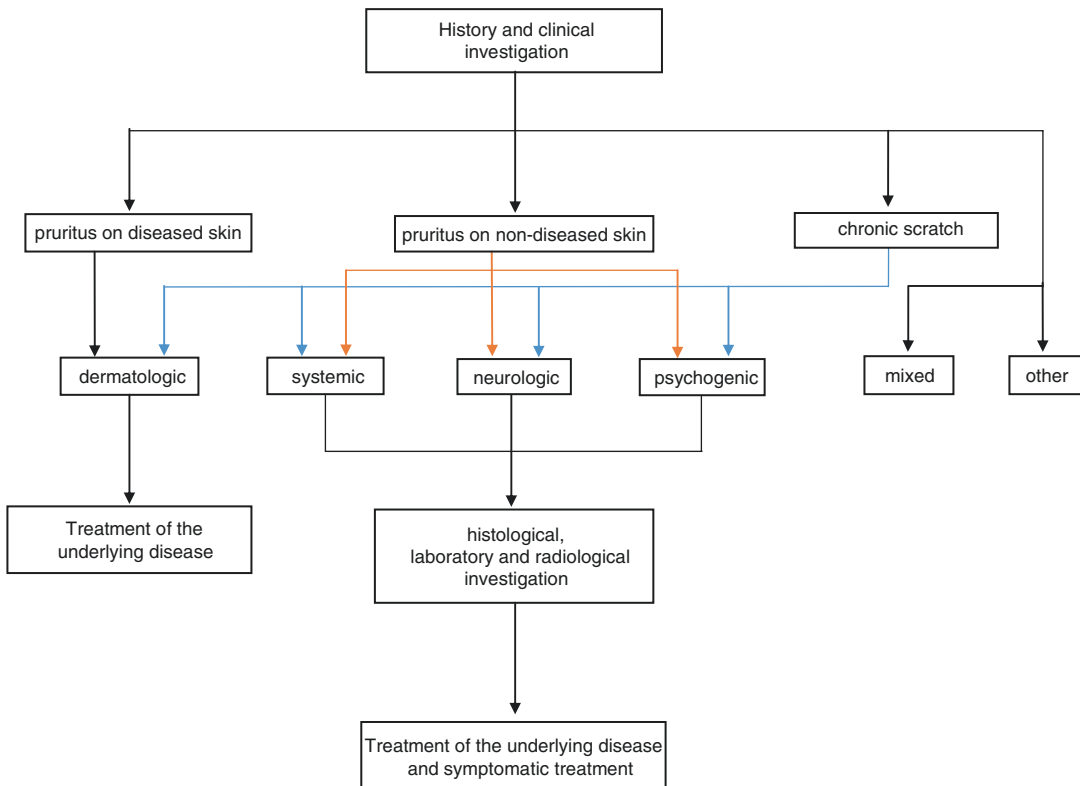 History and clinical
investigation
pruritus on diseased skin
pruritus on non-diseased skin
chronic scratch
dermatologic
systemic
neurologic
psychogenic
mixed
other
Treatment of the
underlying disease
histological,
laboratory and radiological
investigation
Treatment of the underlying disease
and symptomatic treatment